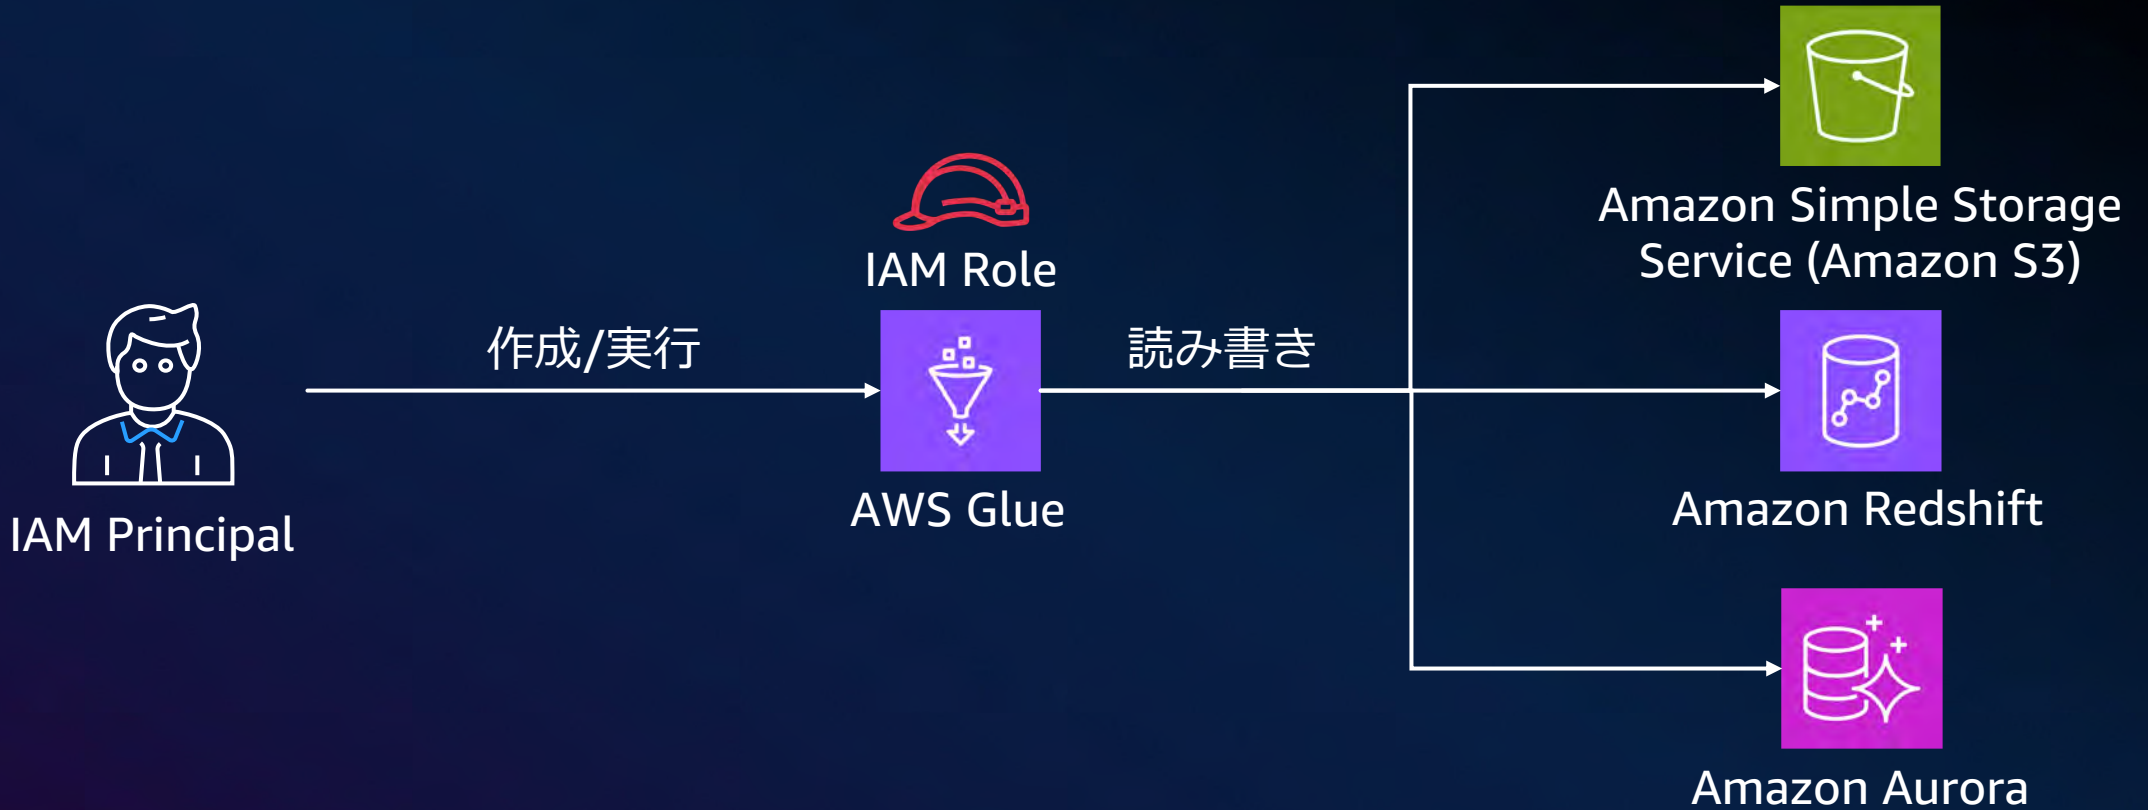 IAM Principal
作成/実行
IAM Role
AWS Glue
読み書き
Amazon Simple Storage
Service (Amazon S3)
Amazon Redshift
Amazon Aurora